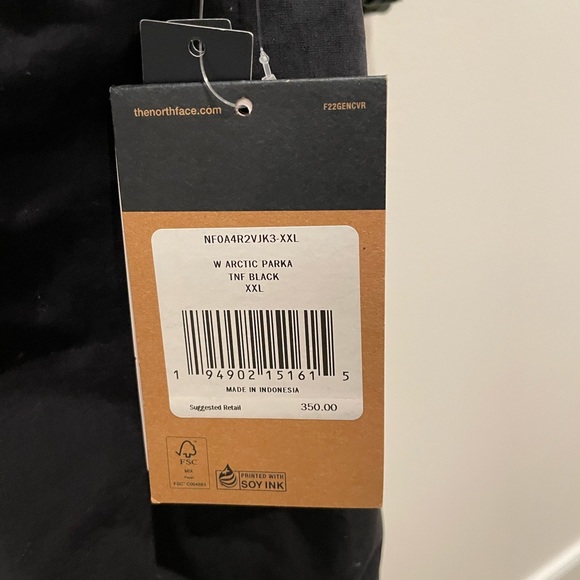 thenorthface.com
F22GENCVR
NF0A4R2VJK3-XXL
W ARCTIC PARKA
TNF BLACK
XXL
1 94902 15161 5
MADE IN INDONESIA
Suggested Retail 350.00
FSC
MIX
Paper
PRINTED WITH
SOY INK